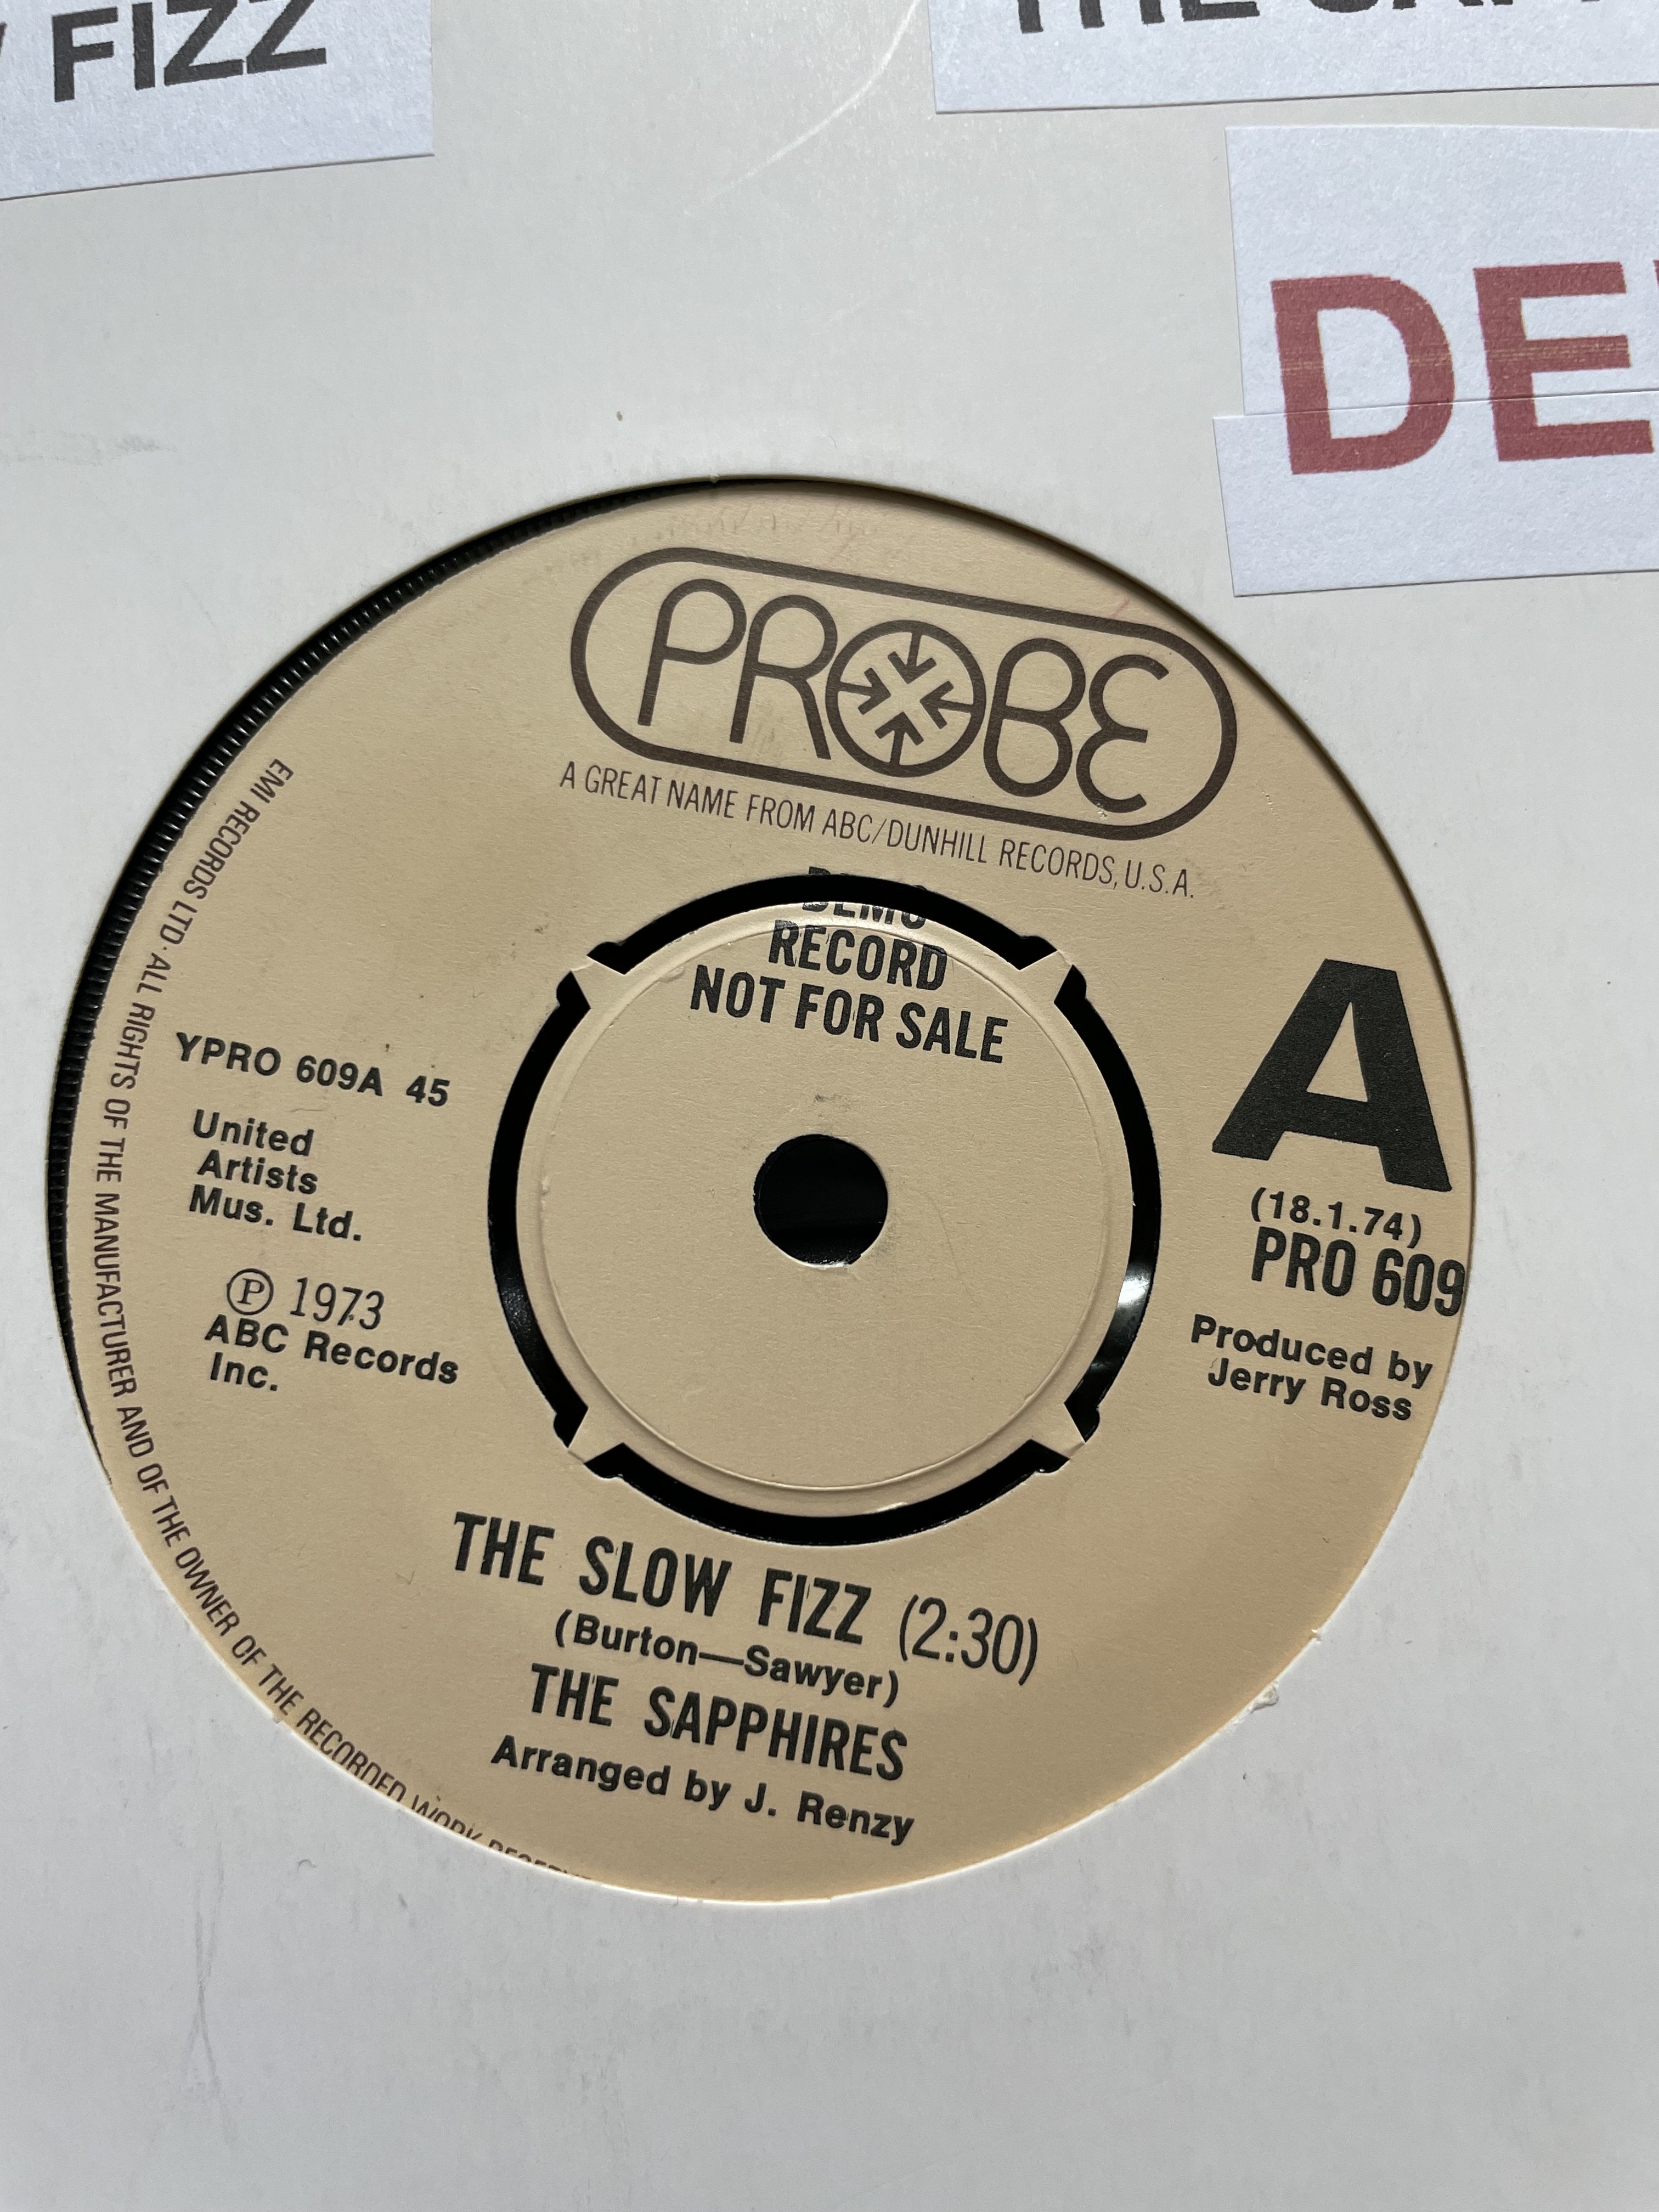 FIZZ
THE
DE
PROBE
A GREAT NAME FROM ABC/DUNHILL RECORDS, U.S.A.
DEMO
RECORD
NOT FOR SALE
A
(18.1.74)
PRO 609
Produced by
Jerry Ross
YPRO 609A 45
United
Artists
Mus. Ltd.
Ⓟ 1973
ABC Records
Inc.
THE SLOW FIZZ (2:30)
(Burton—Sawyer)
THE SAPPHIRES
Arranged by J. Renzy
EMI RECORDS LTD· ALL RIGHTS OF THE MANUFACTURER AND OF THE OWNER OF THE RECORDED WORK